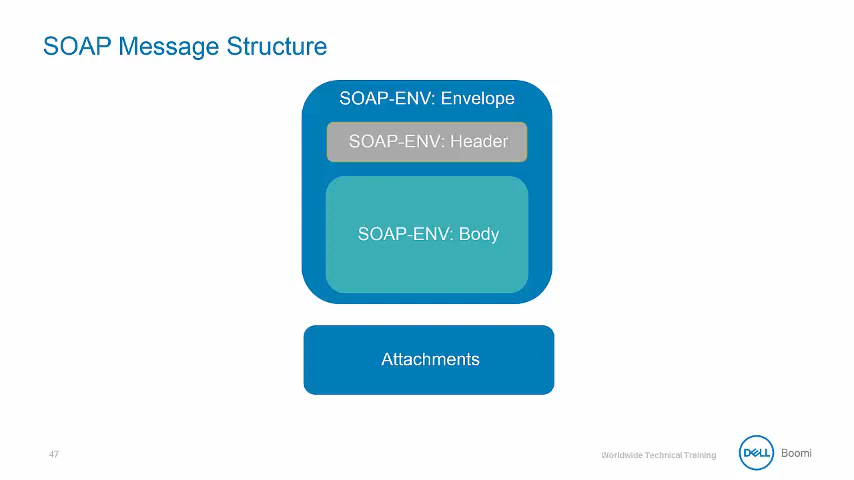 SOAP Message Structure
SOAP-ENV: Envelope
SOAP-ENV: Header
SOAP-ENV: Body
Attachments
47
Worldwide Technical Training
DELL
Boomi